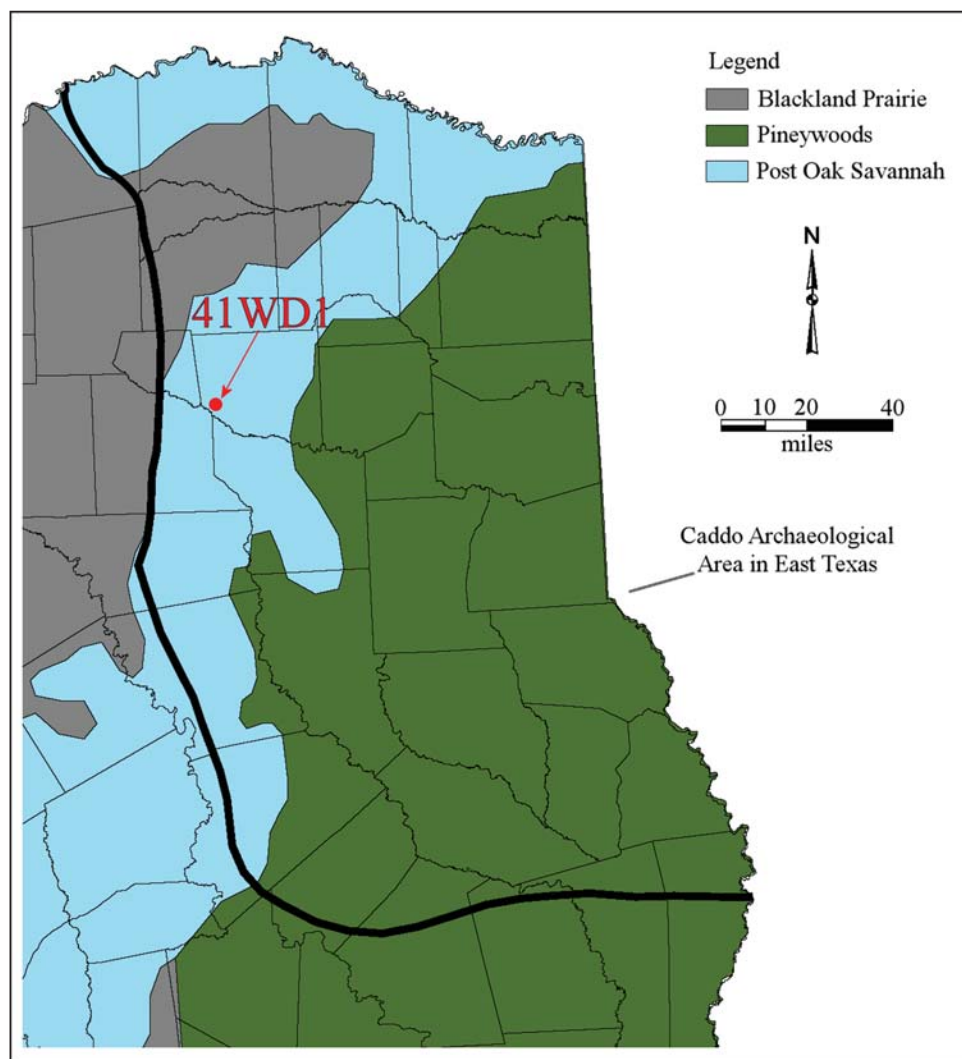 Legend
Blackland Prairie
Pineywoods
Post Oak Savannah
N
41WD1
0 10 20 40
miles
Caddo Archaeological
Area in East Texas